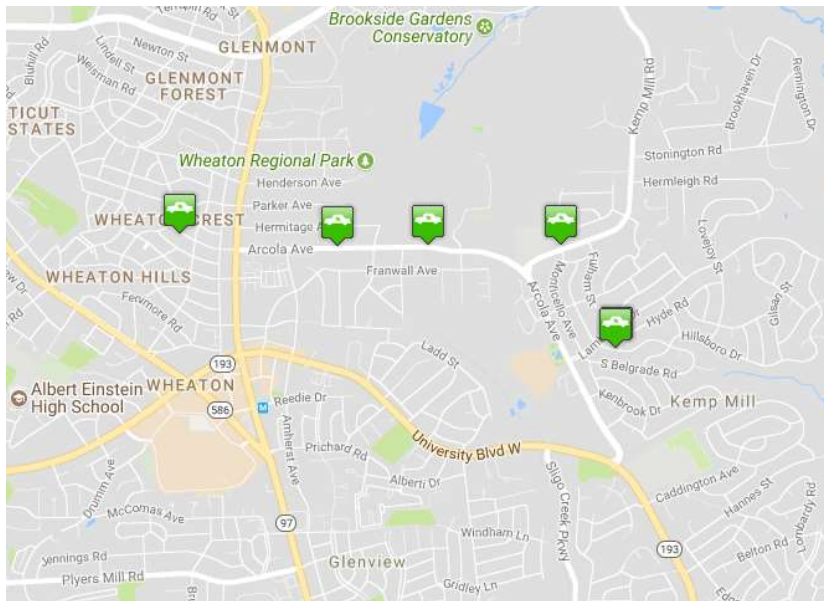 Brookside Gardens
Conservatory
Templin Rd
Newton St
GLENMONT
Lindell St
Bluhill Rd
Weisman Rd
GLENMONT
FOREST
TICUT
STATES
Kemp Mill Rd
Brookhaven Dr
Remington Dr
Stonington Rd
Wheaton Regional Park
Henderson Ave
Hermleigh Rd
Parker Ave
WHEATON CREST
Hermitage A
Lovejoy St
Arcola Ave
Franwall Ave
WHEATON HILLS
Arcola Ave
Monticello Ave
Fulham St
Gilsan St
Hyde Rd
Hillsboro Dr
Ladd St
193
S Belgrade Rd
Albert Einstein
High School
WHEATON
586
M
Reedie Dr
Kenbrook Dr
Kemp Mill
University Blvd W
Amherst Ave
Prichard Rd
Drumm Ave
Alberti Dr
Caddington Ave
Hannes St
McComas Ave
97
Sligo Creek Pkwy
Windham Ln
Lombardy Rd
193
Belton Rd
Jennings Rd
Glenview
Plyers Mill Rd
Gridley Ln